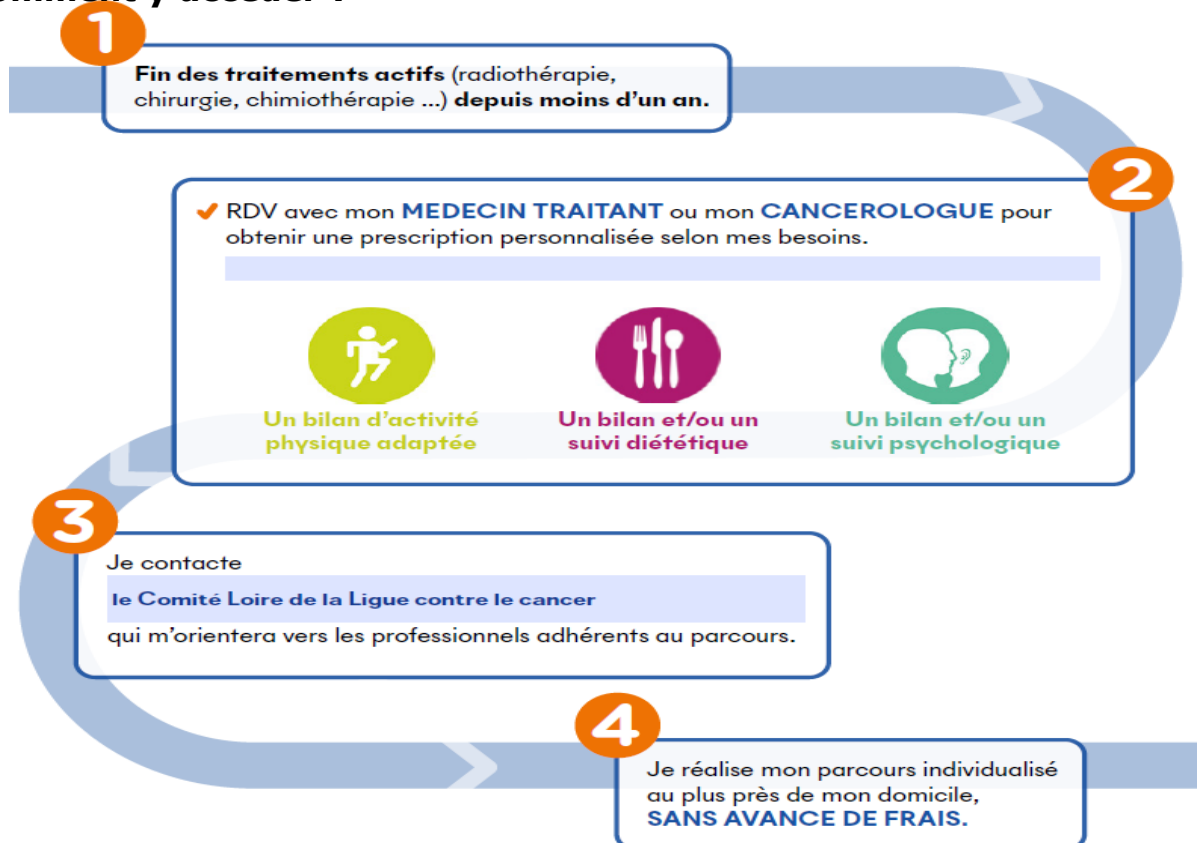 omment y accéder ?
1
Fin des traitements actifs (radiothérapie,
chirurgie, chimiothérapie ...) depuis moins d'un an.
2
RDV avec mon MEDECIN TRAITANT ou mon CANCEROLOGUE pour
obtenir une prescription personnalisée selon mes besoins.
Un bilan d'activité
physique adaptée
Un bilan et/ou un
suivi diététique
Un bilan et/ou un
suivi psychologique
3
Je contacte
le Comité Loire de la Ligue contre le cancer
qui m'orientera vers les professionnels adhérents au parcours.
4
Je réalise mon parcours individualisé
au plus près de mon domicile,
SANS AVANCE DE FRAIS.